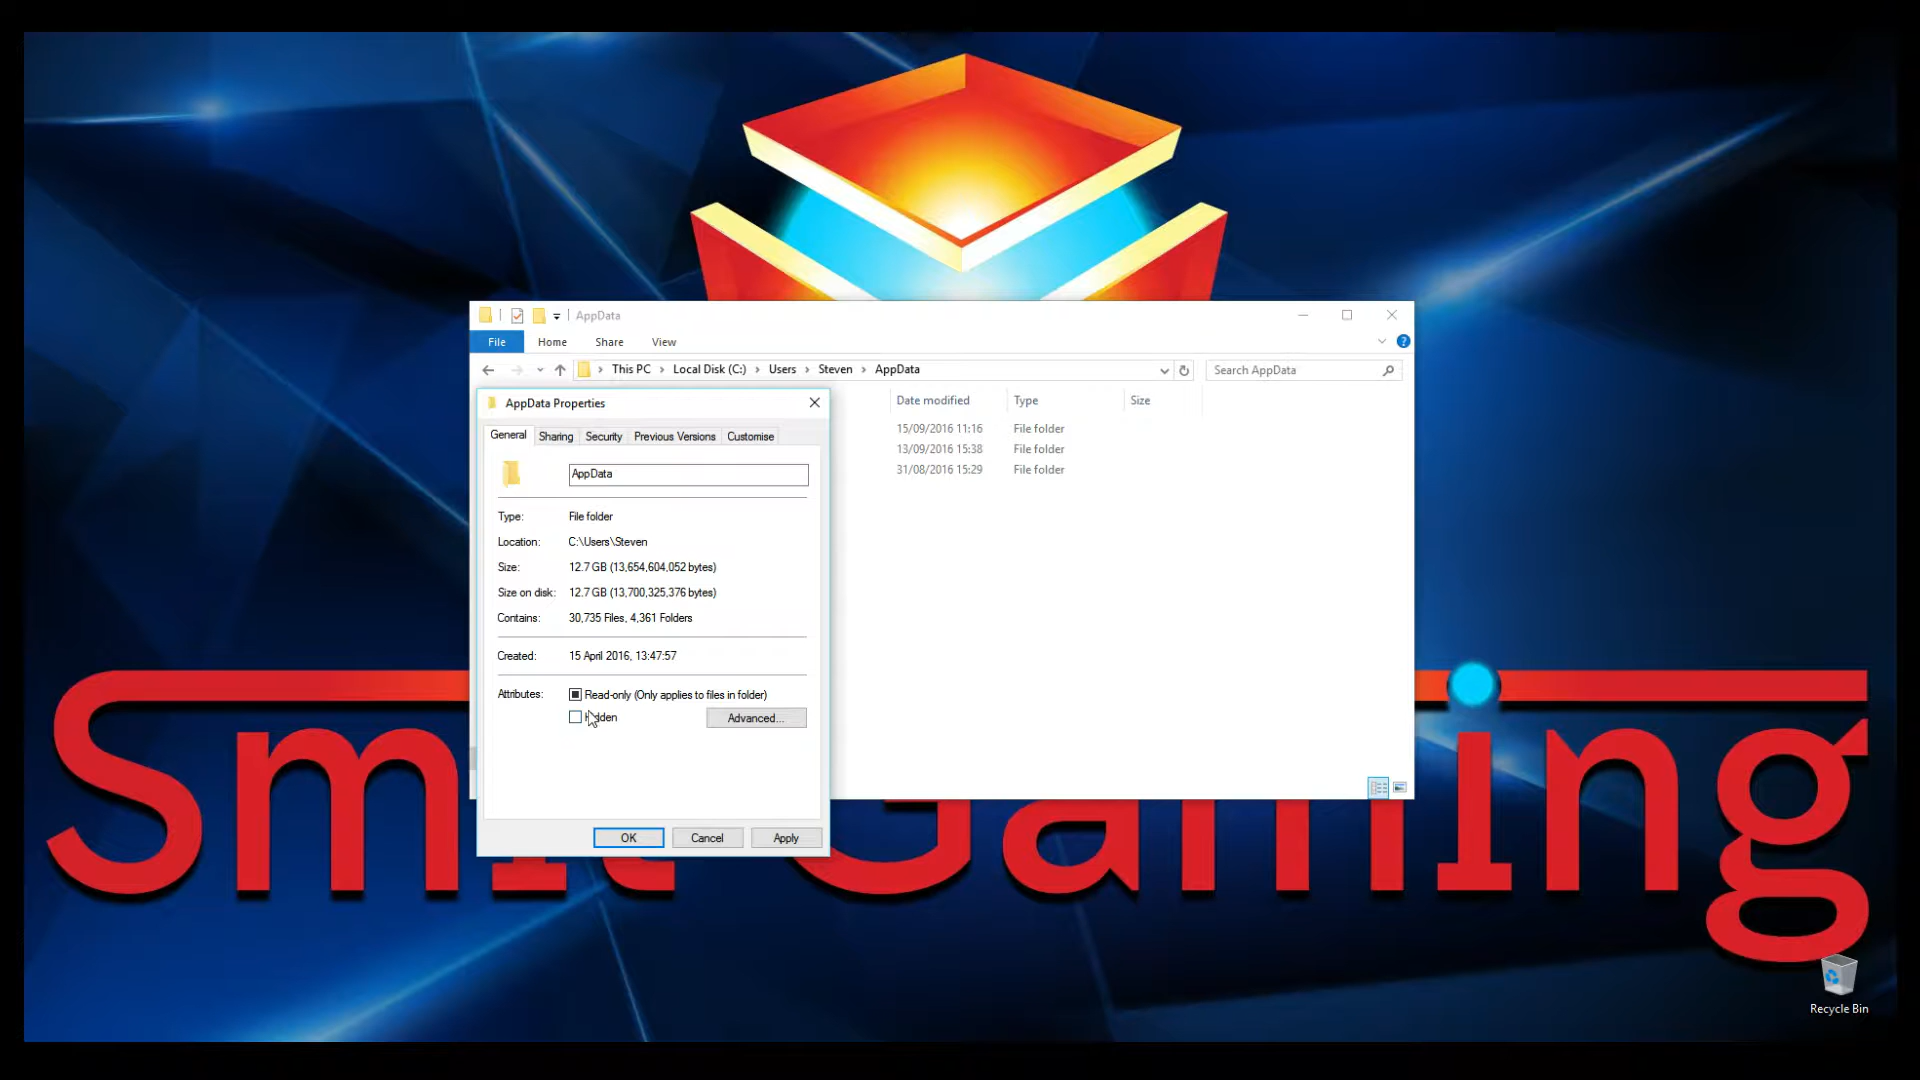 AppData
File Home Share View
This PC Local Disk (C:) Users Steven AppData
Search AppData
AppData Properties
Date modified Type Size
General Sharing Security Previous Versions Customise
15/09/2016 11:16 File folder
13/09/2016 15:38 File folder
31/08/2016 15:29 File folder
AppData
Type: File folder
Location: C:\Users\Steven
Size: 12.7 GB (13,654,604,052 bytes)
Size on disk: 12.7 GB (13,700,325,376 bytes)
Contains: 30,735 Files, 4,361 Folders
Created: 15 April 2016, 13:47:57
Attributes: Read-only (Only applies to files in folder)
Hidden Advanced...
OK Cancel Apply
Gaming
Recycle Bin